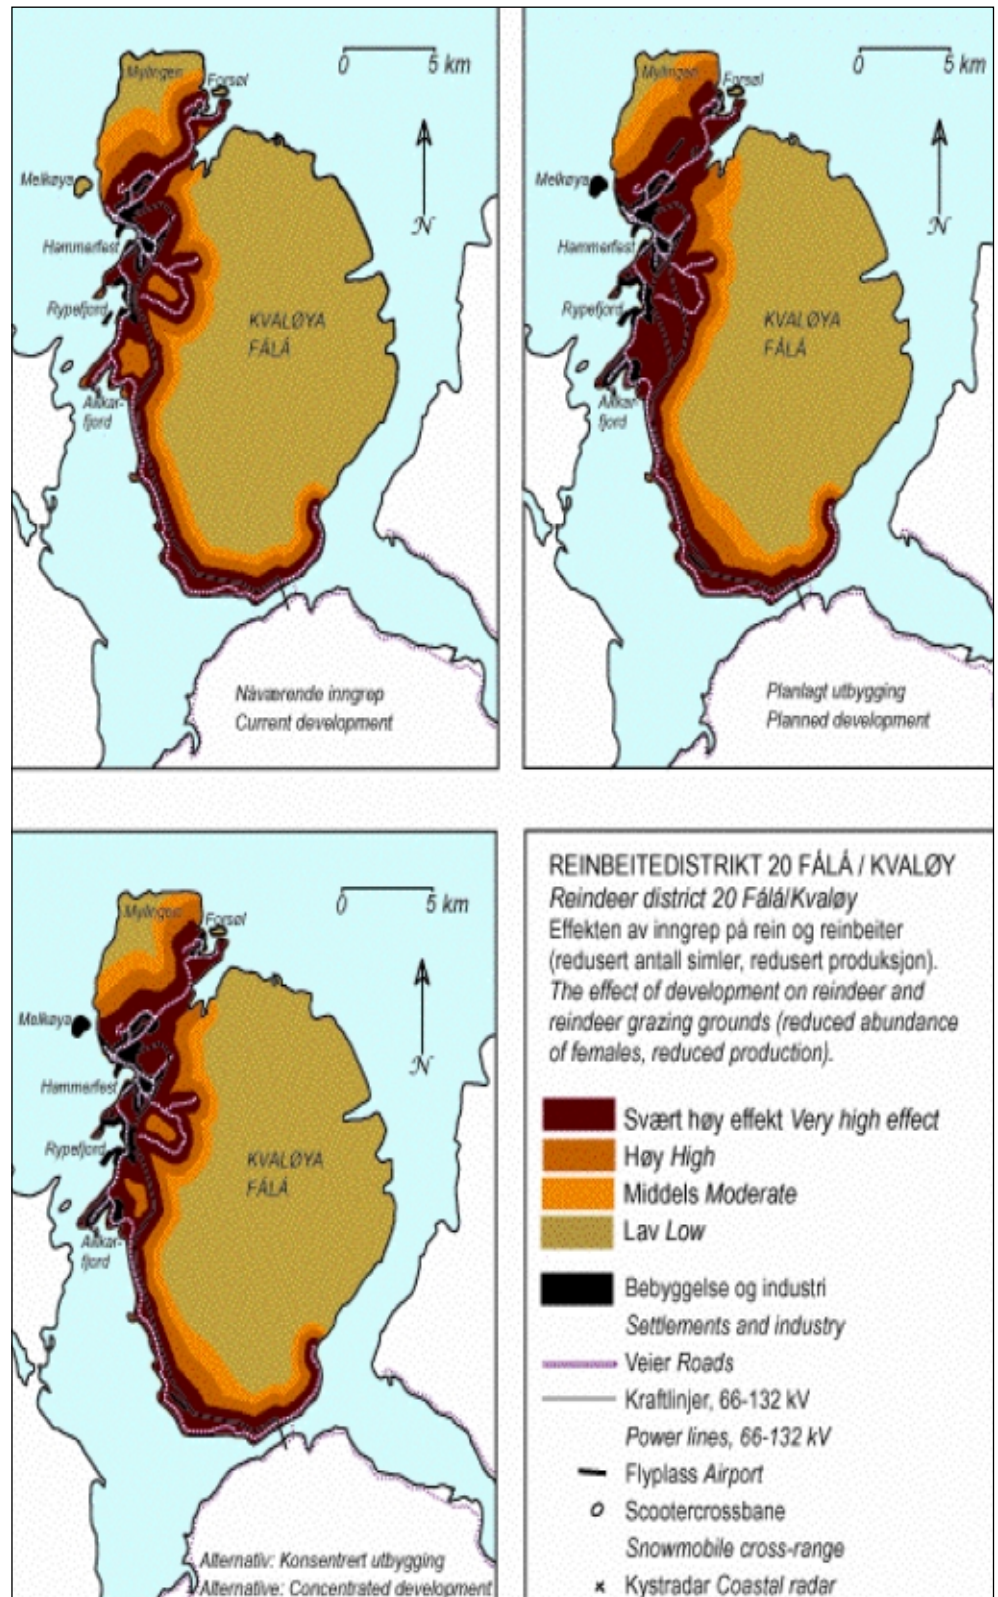 Mylingen
Forsøl
0 5 km
Melkøya
N
Hammerfest
Rypefjord
KVALØYA
FÁLÁ
Akkar-
fjord
Nåværende inngrep
Current development
Mylingen
Forsøl
0 5 km
Melkøya
N
Hammerfest
Rypefjord
KVALØYA
FÁLÁ
Akkar-
fjord
Planlagt utbygging
Planned development
Mylingen
Forsøl
0 5 km
Melkøya
N
Hammerfest
Rypefjord
KVALØYA
FÁLÁ
Akkar-
fjord
Alternativ: Konsentrert utbygging
Alternative: Concentrated development
REINBEITEDISTRIKT 20 FÁLÁ / KVALØY
Reindeer district 20 Fálá/Kvaløy
Effekten av inngrep på rein og reinbeiter
(redusert antall simler, redusert produksjon).
The effect of development on reindeer and
reindeer grazing grounds (reduced abundance
of females, reduced production).
Svært høy effekt Very high effect
Høy High
Middels Moderate
Lav Low
Bebyggelse og industri
Settlements and industry
Veier Roads
Kraftlinjer, 66-132 kV
Power lines, 66-132 kV
Flyplass Airport
Scootercrossbane
Snowmobile cross-range
Kystradar Coastal radar